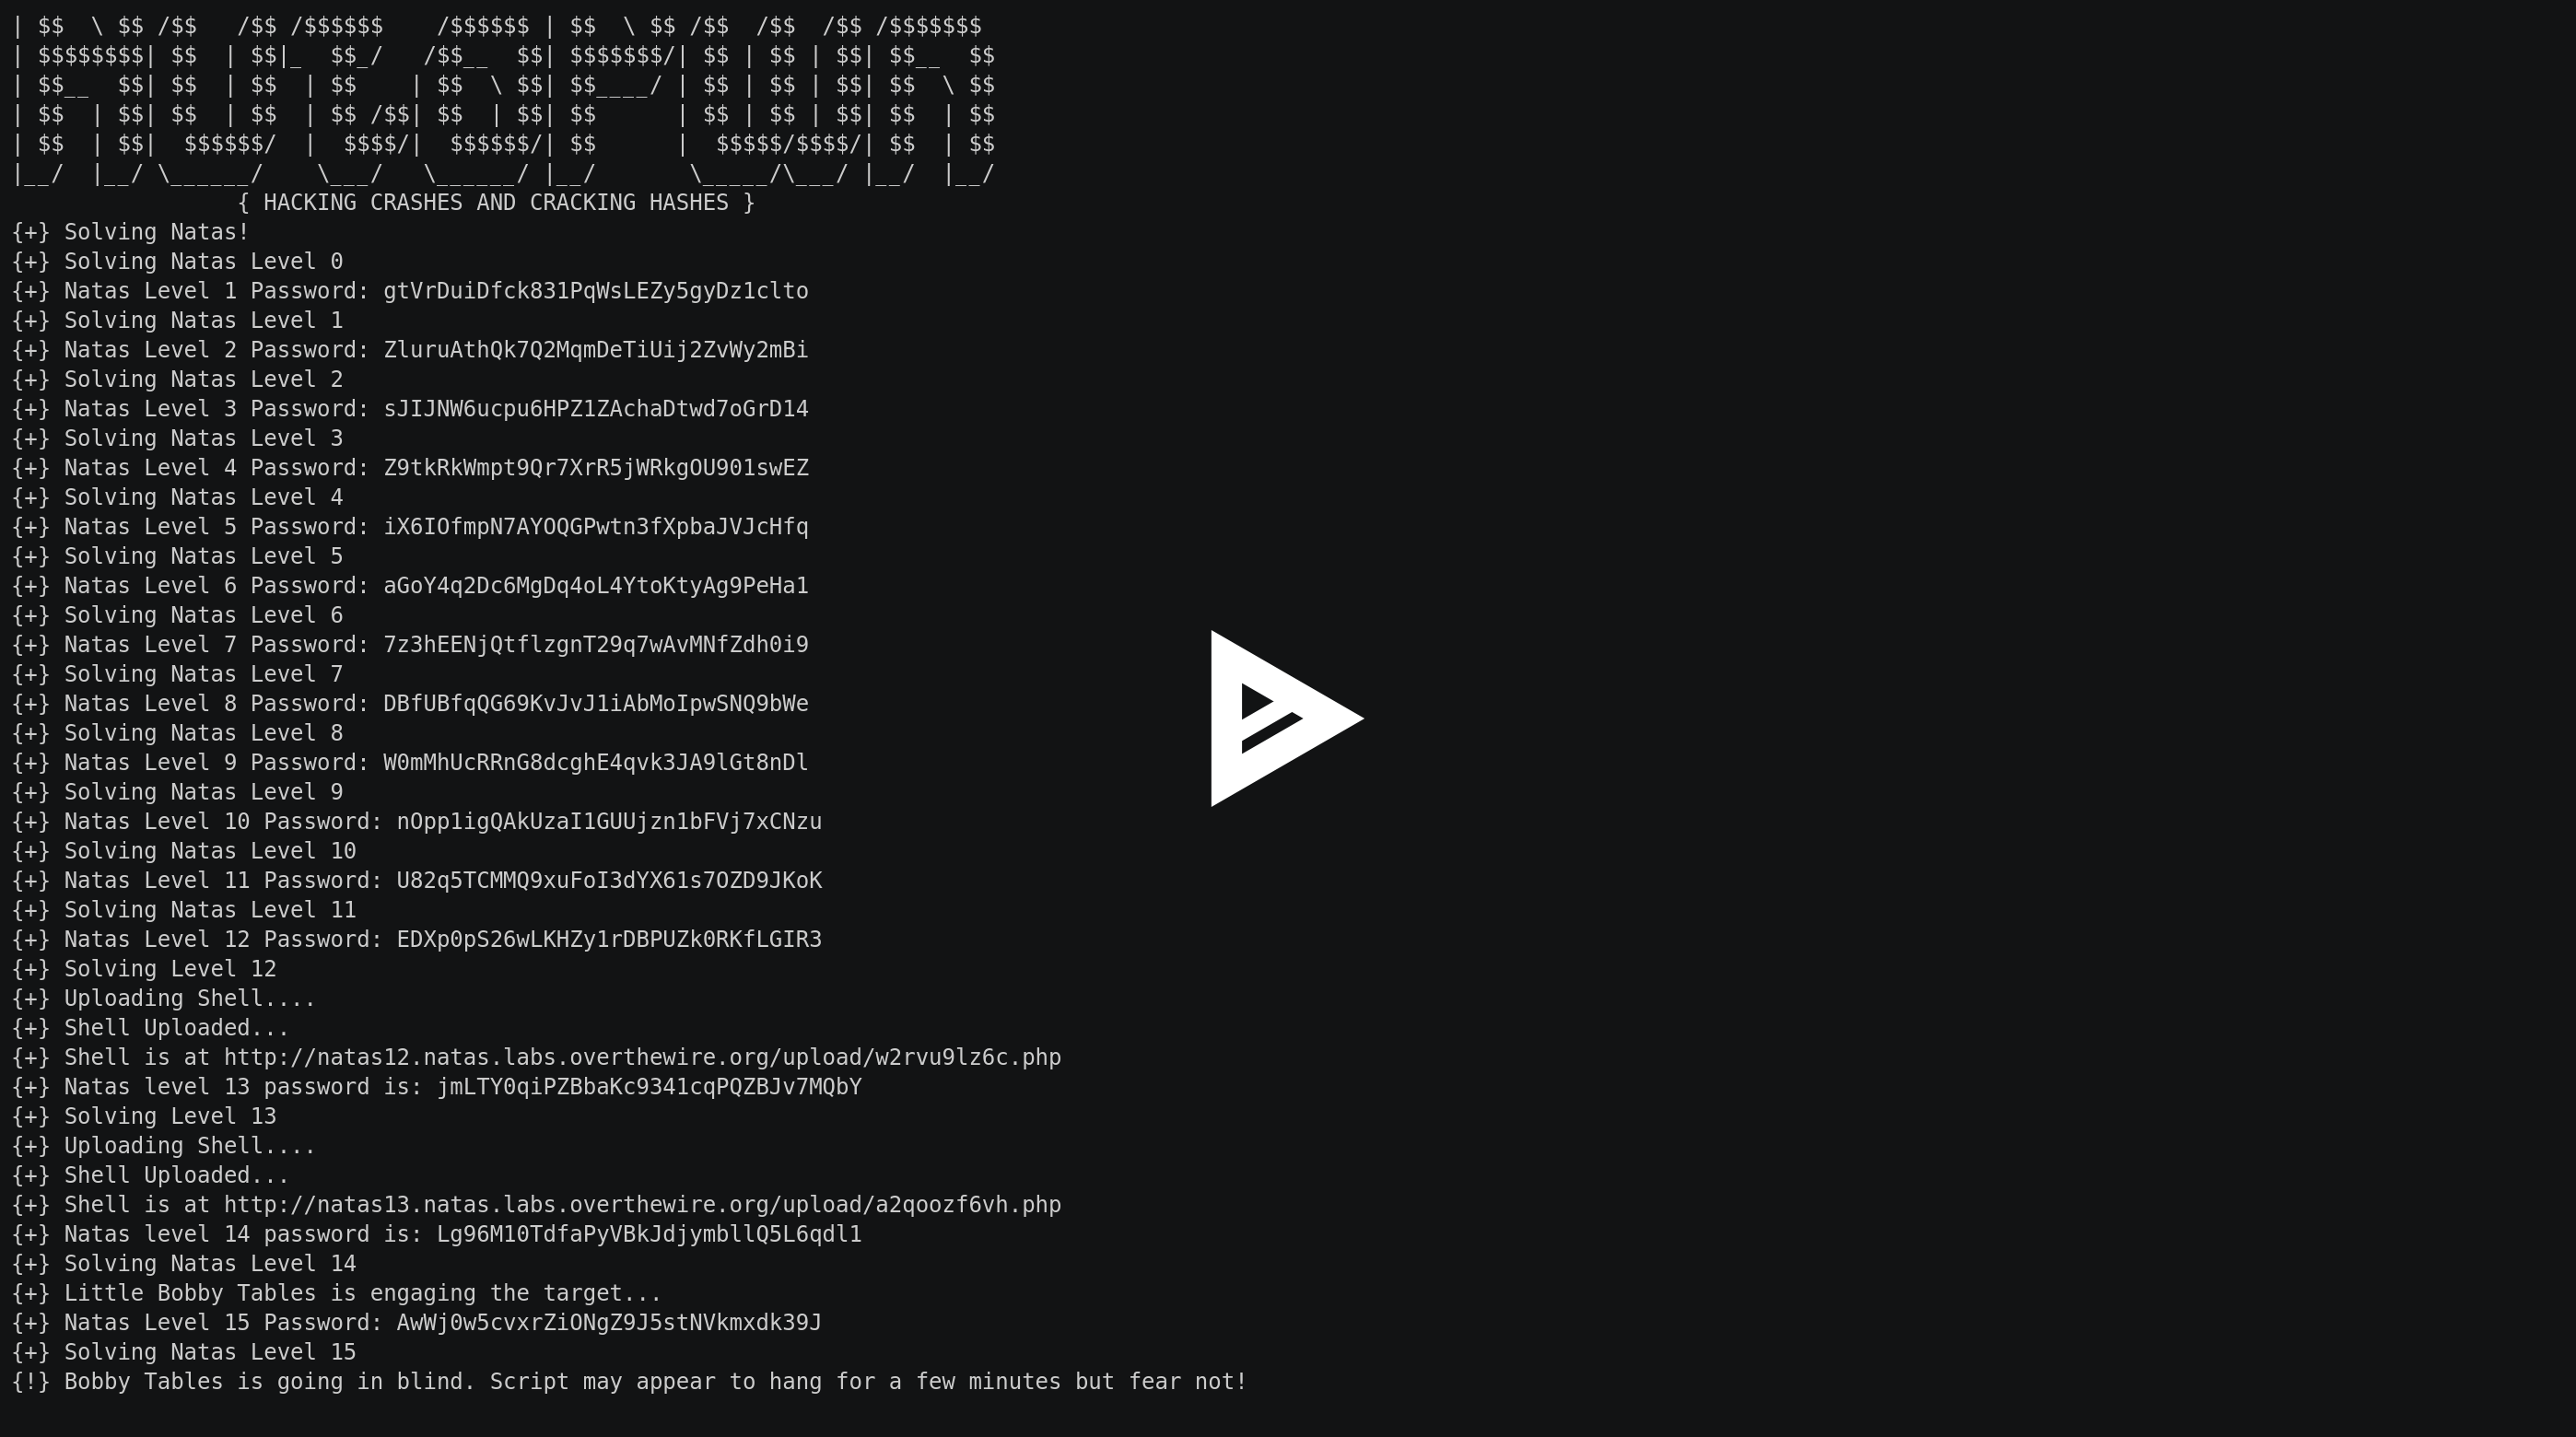 | $$  \ $$ /$$   /$$ /$$$$$$    /$$$$$$ | $$  \ $$ /$$  /$$  /$$ /$$$$$$$
| $$$$$$$$| $$  | $$|_  $$_/   /$$__  $$| $$$$$$$/| $$ | $$ | $$| $$__  $$
| $$__  $$| $$  | $$  | $$    | $$  \ $$| $$____/ | $$ | $$ | $$| $$  \ $$
| $$  | $$| $$  | $$  | $$ /$$| $$  | $$| $$      | $$ | $$ | $$| $$  | $$
| $$  | $$|  $$$$$$/  |  $$$$/|  $$$$$$/| $$      |  $$$$$/$$$$/| $$  | $$
|__/  |__/ \______/    \___/   \______/ |__/       \_____/\___/ |__/  |__/
                 { HACKING CRASHES AND CRACKING HASHES }
{+} Solving Natas!
{+} Solving Natas Level 0
{+} Natas Level 1 Password: gtVrDuiDfck831PqWsLEZy5gyDz1clto
{+} Solving Natas Level 1
{+} Natas Level 2 Password: ZluruAthQk7Q2MqmDeTiUij2ZvWy2mBi
{+} Solving Natas Level 2
{+} Natas Level 3 Password: sJIJNW6ucpu6HPZ1ZAchaDtwd7oGrD14
{+} Solving Natas Level 3
{+} Natas Level 4 Password: Z9tkRkWmpt9Qr7XrR5jWRkgOU901swEZ
{+} Solving Natas Level 4
{+} Natas Level 5 Password: iX6IOfmpN7AYOQGPwtn3fXpbaJVJcHfq
{+} Solving Natas Level 5
{+} Natas Level 6 Password: aGoY4q2Dc6MgDq4oL4YtoKtyAg9PeHa1
{+} Solving Natas Level 6
{+} Natas Level 7 Password: 7z3hEENjQtflzgnT29q7wAvMNfZdh0i9
{+} Solving Natas Level 7
{+} Natas Level 8 Password: DBfUBfqQG69KvJvJ1iAbMoIpwSNQ9bWe
{+} Solving Natas Level 8
{+} Natas Level 9 Password: W0mMhUcRRnG8dcghE4qvk3JA9lGt8nDl
{+} Solving Natas Level 9
{+} Natas Level 10 Password: nOpp1igQAkUzaI1GUUjzn1bFVj7xCNzu
{+} Solving Natas Level 10
{+} Natas Level 11 Password: U82q5TCMMQ9xuFoI3dYX61s7OZD9JKoK
{+} Solving Natas Level 11
{+} Natas Level 12 Password: EDXp0pS26wLKHZy1rDBPUZk0RKfLGIR3
{+} Solving Level 12
{+} Uploading Shell....
{+} Shell Uploaded...
{+} Shell is at http://natas12.natas.labs.overthewire.org/upload/w2rvu9lz6c.php
{+} Natas level 13 password is: jmLTY0qiPZBbaKc9341cqPQZBJv7MQbY
{+} Solving Level 13
{+} Uploading Shell....
{+} Shell Uploaded...
{+} Shell is at http://natas13.natas.labs.overthewire.org/upload/a2qoozf6vh.php
{+} Natas level 14 password is: Lg96M10TdfaPyVBkJdjymbllQ5L6qdl1
{+} Solving Natas Level 14
{+} Little Bobby Tables is engaging the target...
{+} Natas Level 15 Password: AwWj0w5cvxrZiONgZ9J5stNVkmxdk39J
{+} Solving Natas Level 15
{!} Bobby Tables is going in blind. Script may appear to hang for a few minutes but fear not!